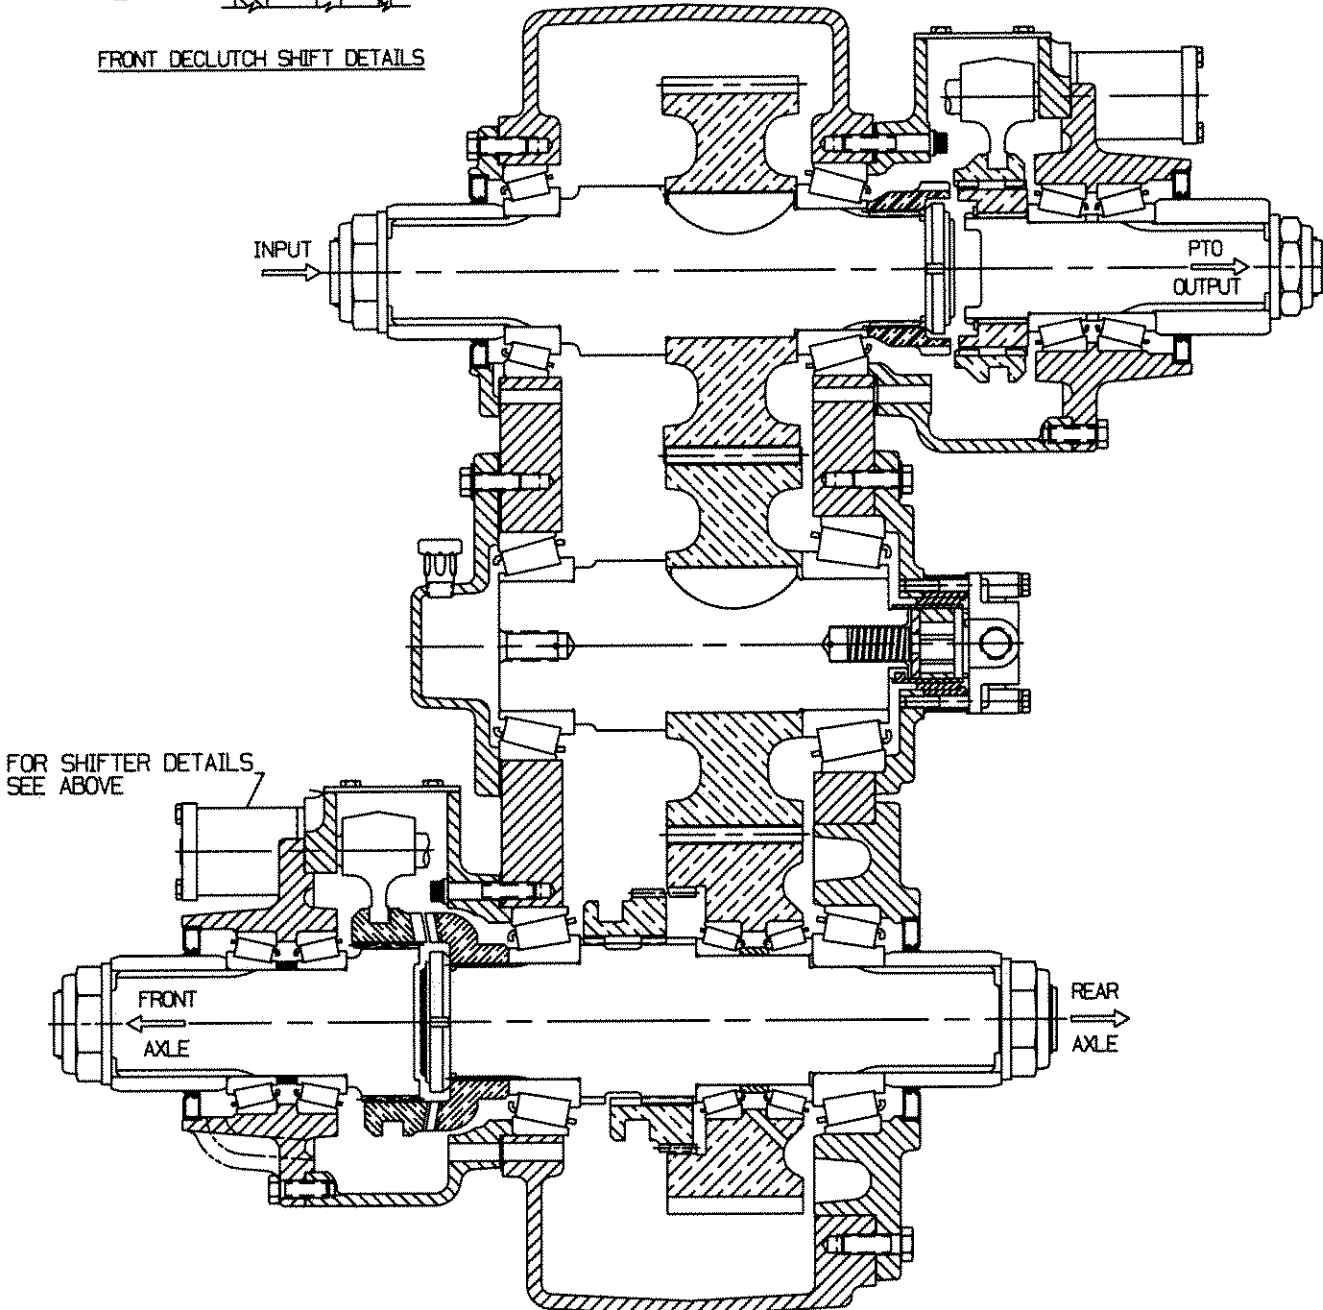 FRONT DECLUTCH SHIFT DETAILS
INPUT
PTO
OUTPUT
FOR SHIFTER DETAILS
SEE ABOVE
FRONT
AXLE
REAR
AXLE